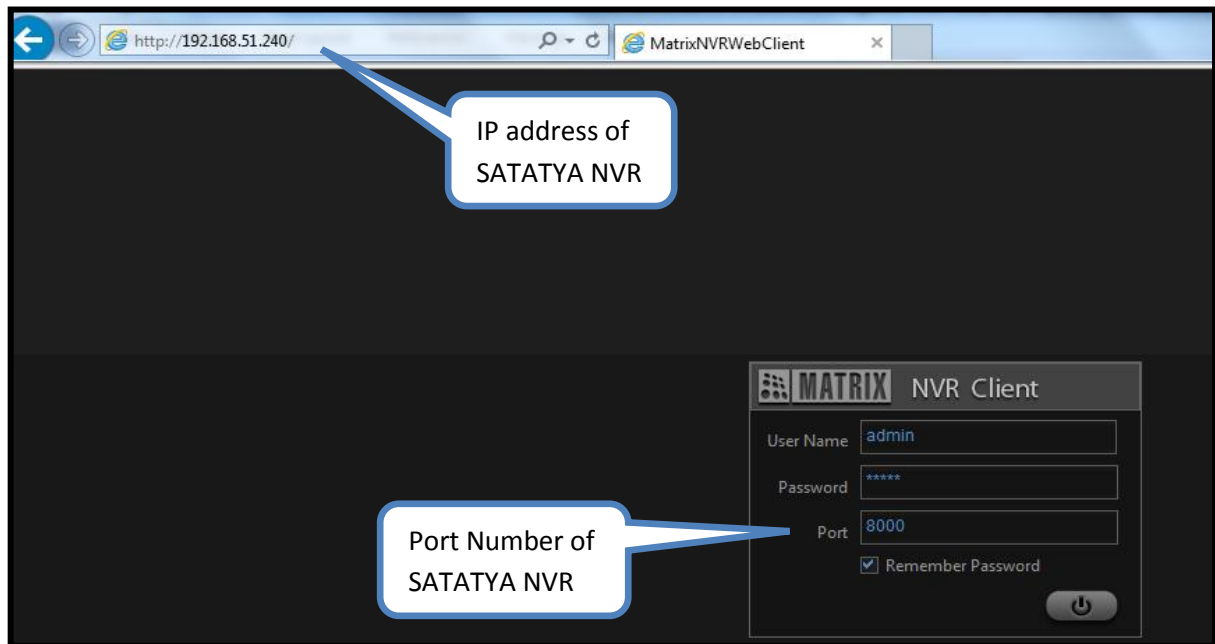 http://192.168.51.240/
MatrixNVRWebClient
IP address of
SATATYA NVR
MATRIX NVR Client
User Name admin
Password *****
Port 8000
Port Number of
SATATYA NVR
Remember Password